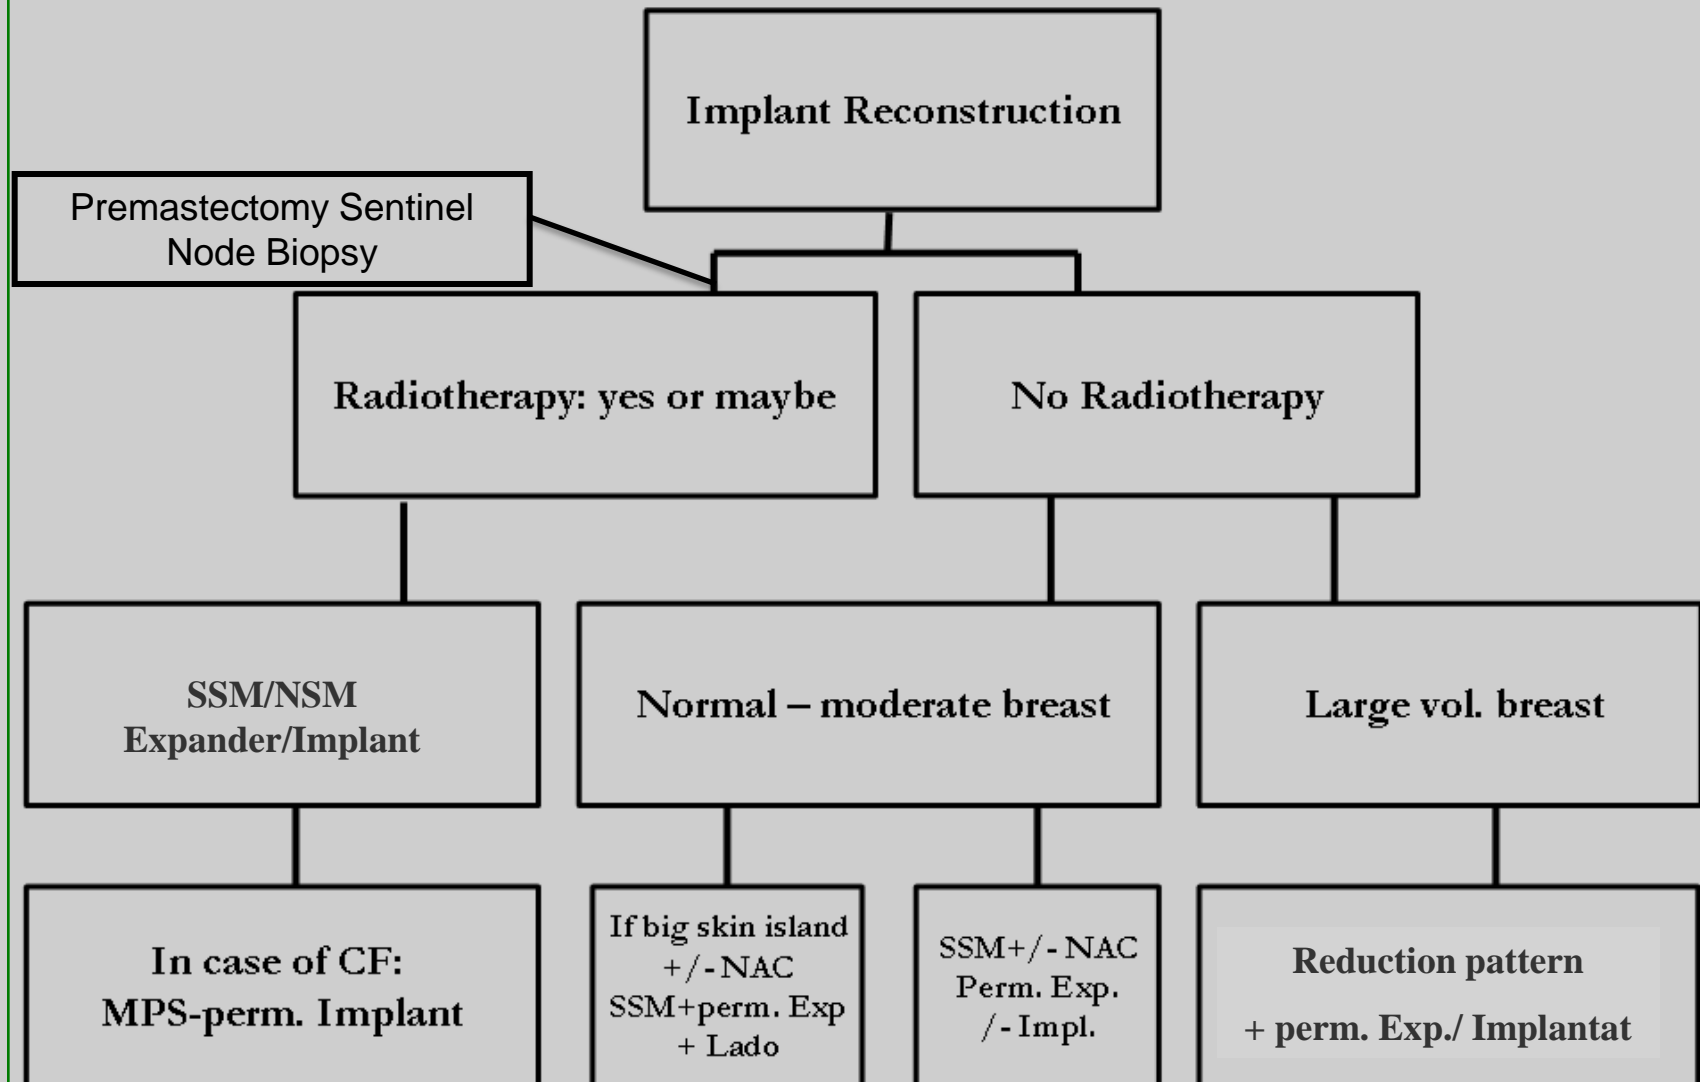 Implant Reconstruction
Premastectomy Sentinel
Node Biopsy
Radiotherapy: yes or maybe
No Radiotherapy
SSM/NSM
Expander/Implant
Normal – moderate breast
Large vol. breast
In case of CF:
MPS-perm. Implant
If big skin island
+/- NAC
SSM+perm. Exp
+ Lado
SSM+/- NAC
Perm. Exp.
/- Impl.
Reduction pattern
+ perm. Exp./ Implantat